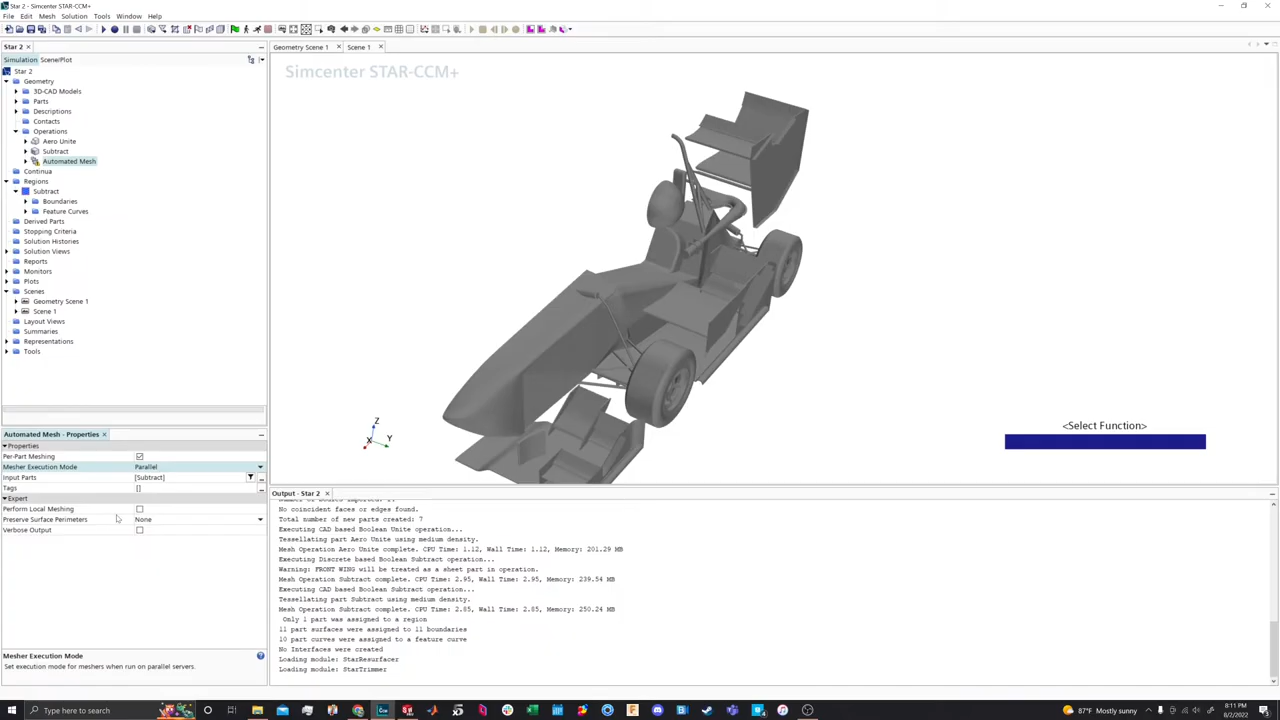 Star 2 - Simcenter STAR-CCM+
File Edit Mesh Solution Tools Window Help
Star 2
Simulation Scene/Plot
Star 2
Geometry
3D-CAD Models
Parts
Descriptions
Contacts
Operations
Aero Unite
Subtract
Automated Mesh
Continua
Regions
Subtract
Boundaries
Feature Curves
Derived Parts
Stopping Criteria
Solution Histories
Solution Views
Reports
Monitors
Plots
Scenes
Geometry Scene 1
Scene 1
Layout Views
Summaries
Representations
Tools
Automated Mesh - Properties
Properties
Per-Part Meshing
Mesher Execution Mode Parallel
Input Parts [Subtract]
Tags []
Expert
Perform Local Meshing
Preserve Surface Perimeters None
Verbose Output
Mesher Execution Mode
Set execution mode for meshers when run on parallel servers.
Geometry Scene 1 Scene 1
Simcenter STAR-CCM+
Z
X Y
<Select Function>
Output - Star 2
No coincident faces or edges found.
Total number of new parts created: 7
Executing CAD based Boolean Unite operation...
Tessellating part Aero Unite using medium density.
Mesh Operation Aero Unite complete. CPU Time: 1.12, Wall Time: 1.12, Memory: 201.29 MB
Executing Discrete based Boolean Subtract operation...
Warning: FRONT WING will be treated as a sheet part in operation.
Mesh Operation Subtract complete. CPU Time: 2.95, Wall Time: 2.95, Memory: 239.54 MB
Executing CAD based Boolean Subtract operation...
Tessellating part Subtract using medium density.
Mesh Operation Subtract complete. CPU Time: 2.85, Wall Time: 2.85, Memory: 250.24 MB
Only 1 part was assigned to a region
11 part surfaces were assigned to 11 boundaries
10 part curves were assigned to a feature curve
No Interfaces were created
Loading module: StarResurfacer
Loading module: StarTrimmer
Type here to search
87°F Mostly sunny
8:11 PM
8/2/2022